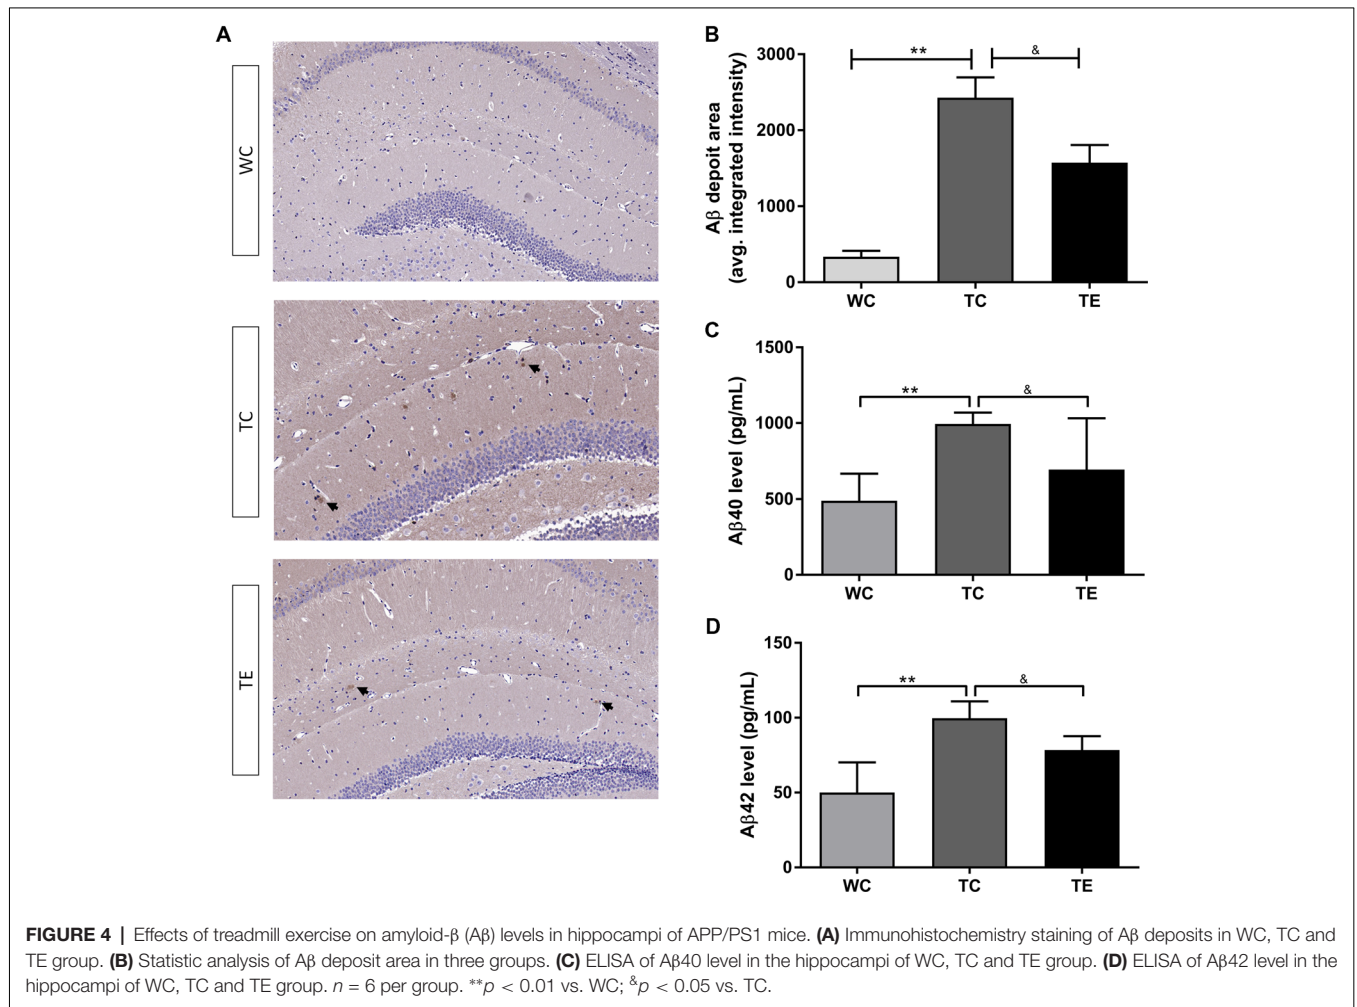 A
WC
TC
TE
B
Aβ depoit area
(avg. integrated intensity)
3000
2000
1000
0
**
&
WC TC TE
C
Aβ40 level (pg/mL)
1500
1000
500
0
**
&
WC TC TE
D
Aβ42 level (pg/mL)
150
100
50
0
**
&
WC TC TE
FIGURE 4 | Effects of treadmill exercise on amyloid-β (Aβ) levels in hippocampi of APP/PS1 mice. (A) Immunohistochemistry staining of Aβ deposits in WC, TC and
TE group. (B) Statistic analysis of Aβ deposit area in three groups. (C) ELISA of Aβ40 level in the hippocampi of WC, TC and TE group. (D) ELISA of Aβ42 level in the
hippocampi of WC, TC and TE group. n = 6 per group. **p < 0.01 vs. WC; &p < 0.05 vs. TC.